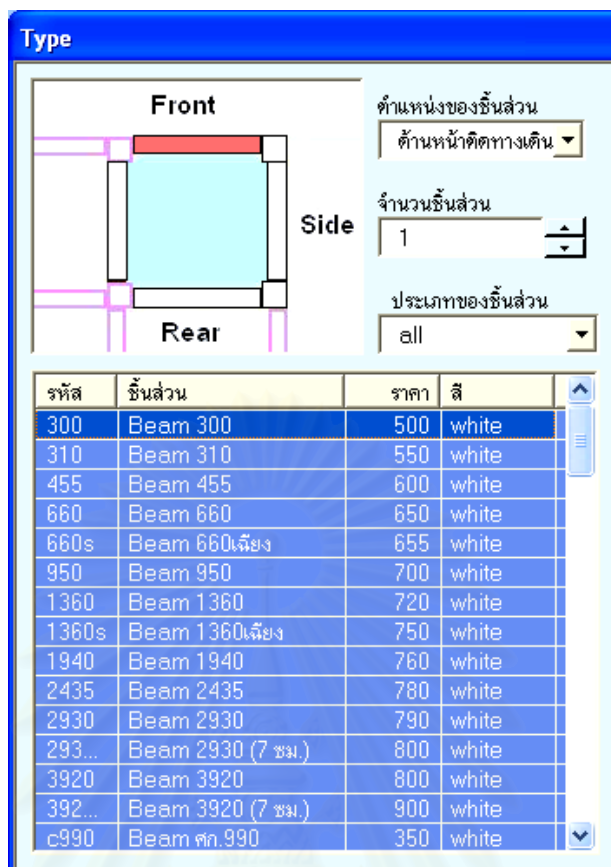 Type
Front
Side
Rear
ตำแหน่งของชิ้นส่วน
ด้านหน้าติดทางเดิน
จำนวนชิ้นส่วน
1
ประเภทของชิ้นส่วน
all
รหัส ชิ้นส่วน ราคา สี
300 Beam 300 500 white
310 Beam 310 550 white
455 Beam 455 600 white
660 Beam 660 650 white
660s Beam 660เฉียง 655 white
950 Beam 950 700 white
1360 Beam 1360 720 white
1360s Beam 1360เฉียง 750 white
1940 Beam 1940 760 white
2435 Beam 2435 780 white
2930 Beam 2930 790 white
293... Beam 2930 (7 ซม.) 800 white
3920 Beam 3920 800 white
392... Beam 3920 (7 ซม.) 900 white
c990 Beam ศก.990 350 white